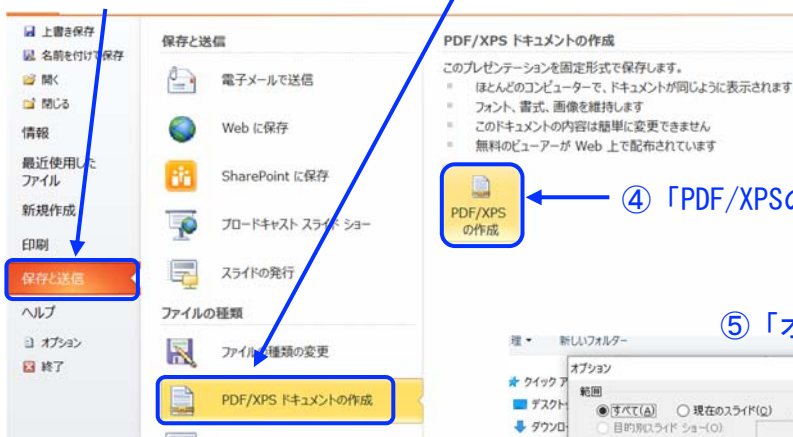 上書き保存
名前を付けて保存
開く
閉じる
情報
最近使用した
ファイル
新規作成
印刷
保存と送信
ヘルプ
オプション
終了
保存と送信
電子メールで送信
Web に保存
SharePoint に保存
ブロードキャスト スライド ショー
スライドの発行
ファイルの種類
ファイルの種類の変更
PDF/XPS ドキュメントの作成
PDF/XPS ドキュメントの作成
このプレゼンテーションを固定形式で保存します。
ほとんどのコンピューターで、ドキュメントが同じように表示されます
フォント、書式、画像を維持します
このドキュメントの内容は簡単に変更できません
無料のビューアーが Web 上で配布されています
PDF/XPS
の作成
④「PDF/XPSの
⑤「オ
理 新しいフォルダー
クイック ア
デスクト
ダウンロ
オプション
範囲
すべて(A) 現在のスライド(C)
目的別スライド ショー(O)